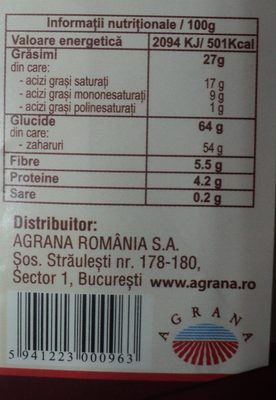 Informații nutriționale / 100g
Valoare energetică 2094 KJ/ 501Kcal
Grăsimi 27g
din care:
- acizi grași saturați 17 g
- acizi grași mononesaturați 9 g
- acizi grași polinesaturați 1 g
Glucide 64 g
din care:
- zaharuri 54 g
Fibre 5.5 g
Proteine 4.2 g
Sare 0.2 g
Distribuitor:
AGRANA ROMÂNIA S.A.
Șos. Străulești nr. 178-180,
Sector 1, București www.agrana.ro
AGRANA
5 941223 000963